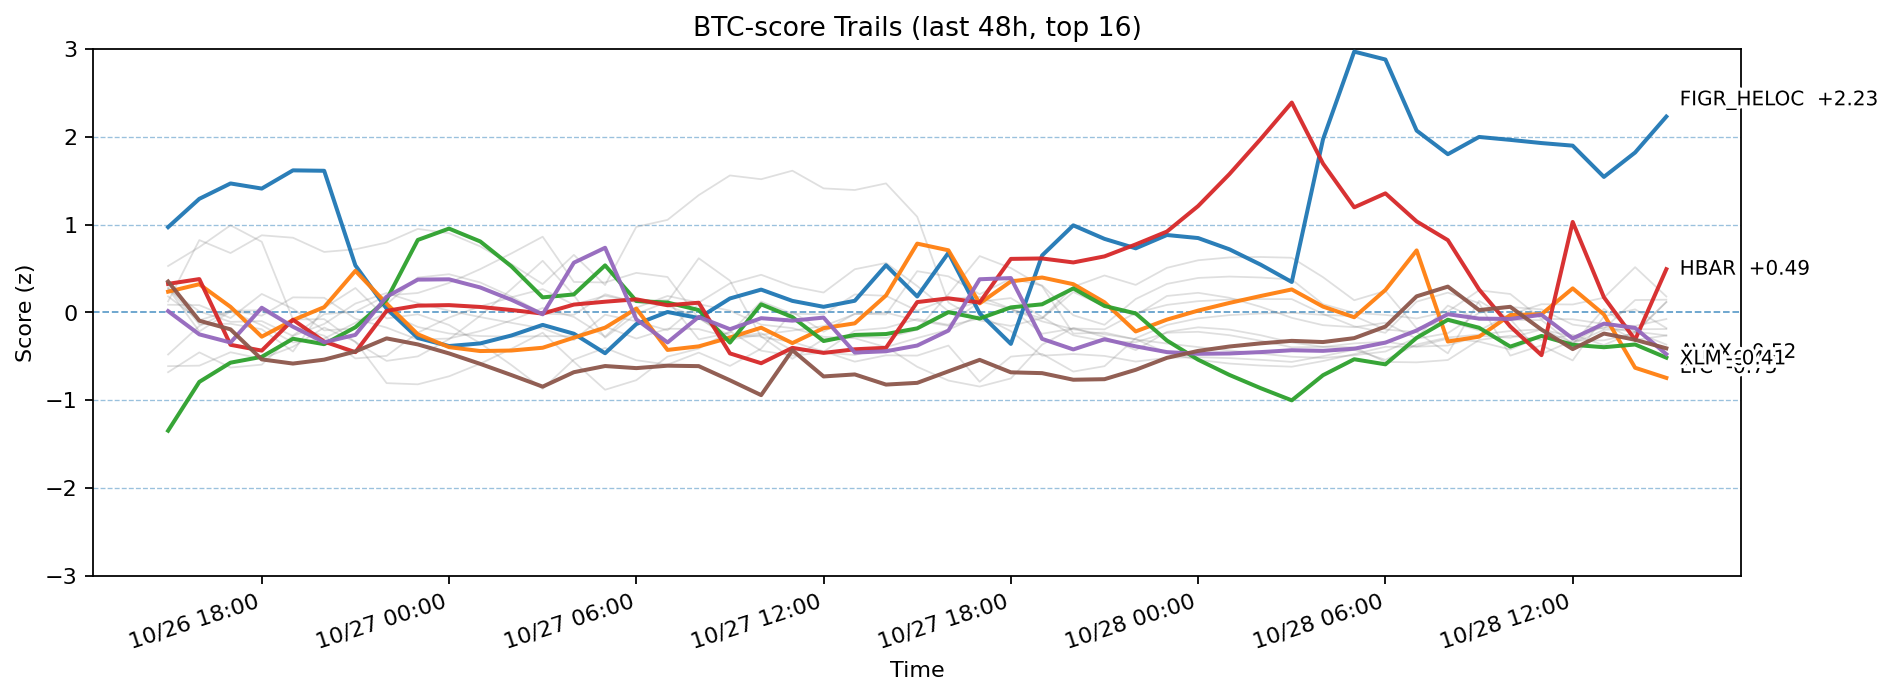 BTC-score Trails (last 48h, top 16)
3
2
1
0
−1
−2
−3
Score (z)
FIGR_HELOC +2.23
HBAR +0.49
XLM -0.41
10/26 18:00
10/27 00:00
10/27 06:00
10/27 12:00
10/27 18:00
10/28 00:00
10/28 06:00
10/28 12:00
Time